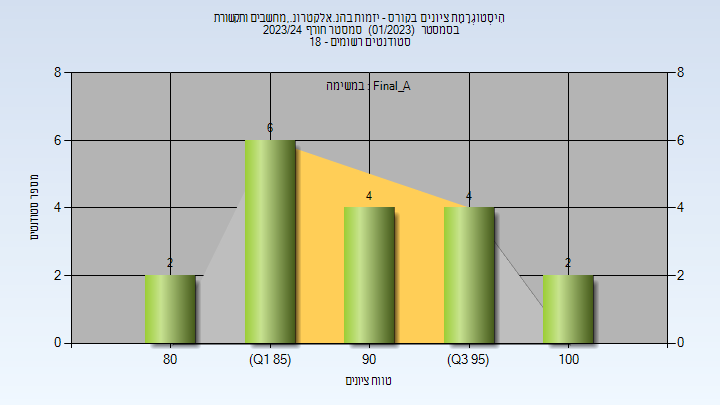 היסטוגרמת ציונים בקורס - יזמות בהנ.אלקטרונ.,מחשבים ותקשורת
בסמסטר (01/2023) סמסטר חורף 2023/24
סטודנטים רשומים - 18
במשימה : Final_A
8 8
6 6
4 4
2 2
0 0
2 6 4 4 2
מספר סטודנטים
80 (Q1 85) 90 (Q3 95) 100
טווח ציונים